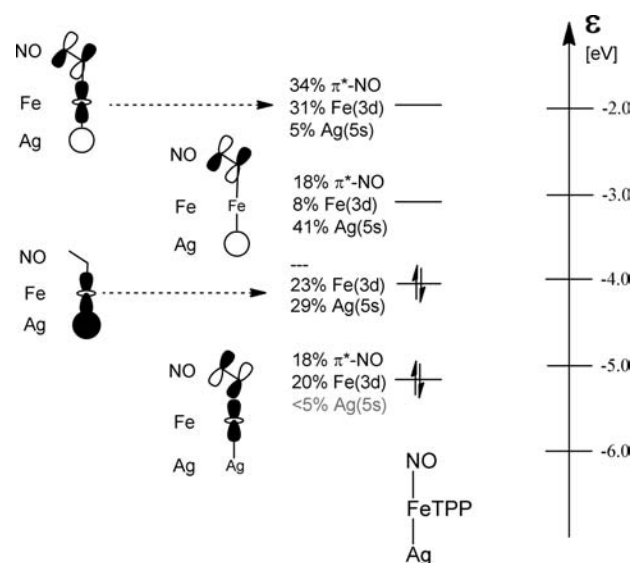 ε
[eV]
NO
Fe
Ag
34% π*-NO
31% Fe(3d)
5% Ag(5s)
-2.0
NO
Fe
Fe
Ag
18% π*-NO
8% Fe(3d)
41% Ag(5s)
-3.0
NO
Fe
Ag
---
23% Fe(3d)
29% Ag(5s)
-4.0
NO
Fe
Ag
Ag
18% π*-NO
20% Fe(3d)
<5% Ag(5s)
-5.0
-6.0
NO
FeTPP
Ag